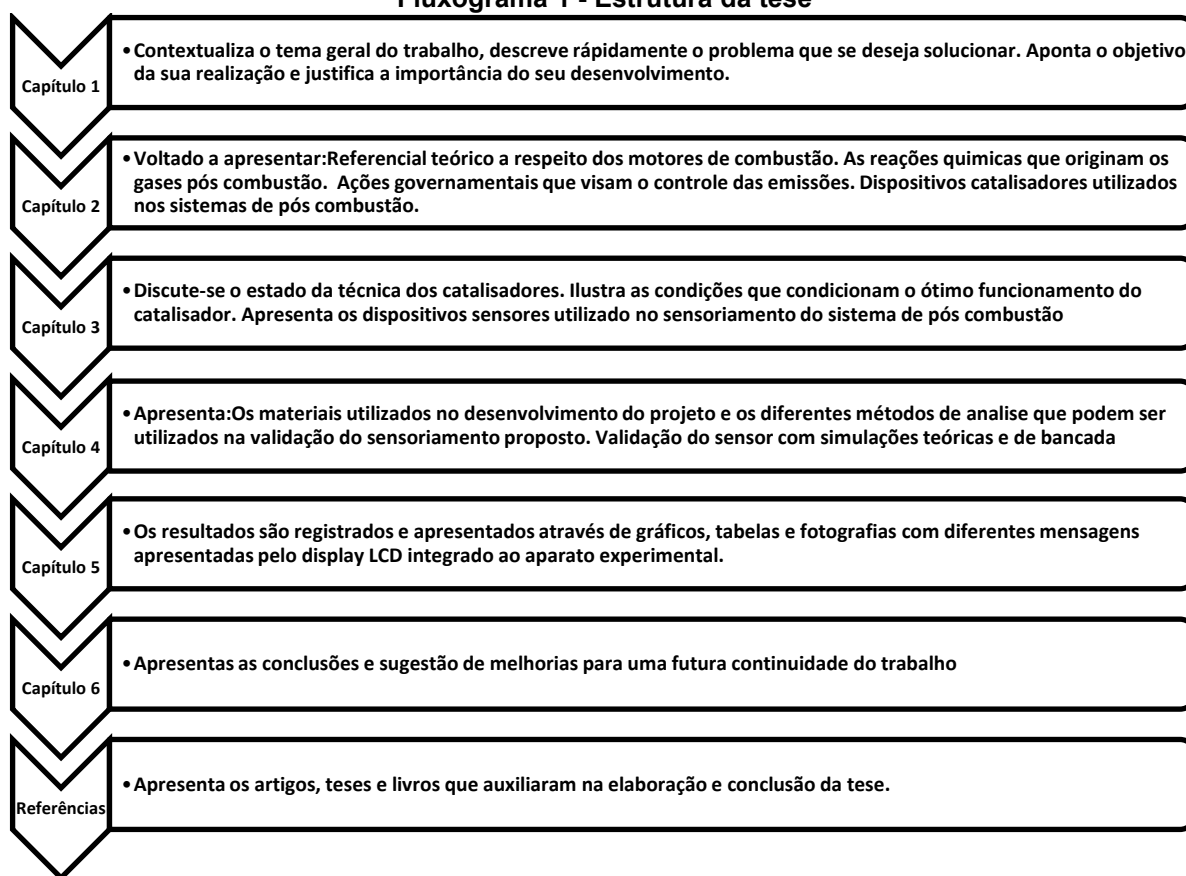 Fluxograma 1 - Estrutura da tese
Capítulo 1
•Contextualiza o tema geral do trabalho, descreve rápidamente o problema que se deseja solucionar. Aponta o objetivo
da sua realização e justifica a importância do seu desenvolvimento.
Capítulo 2
•Voltado a apresentar:Referencial teórico a respeito dos motores de combustão. As reações quimicas que originam os
gases pós combustão. Ações governamentais que visam o controle das emissões. Dispositivos catalisadores utilizados
nos sistemas de pós combustão.
Capítulo 3
•Discute-se o estado da técnica dos catalisadores. Ilustra as condições que condicionam o ótimo funcionamento do
catalisador. Apresenta os dispositivos sensores utilizado no sensoriamento do sistema de pós combustão
Capítulo 4
•Apresenta:Os materiais utilizados no desenvolvimento do projeto e os diferentes métodos de analise que podem ser
utilizados na validação do sensoriamento proposto. Validação do sensor com simulações teóricas e de bancada
Capítulo 5
•Os resultados são registrados e apresentados através de gráficos, tabelas e fotografias com diferentes mensagens
apresentadas pelo display LCD integrado ao aparato experimental.
Capítulo 6
•Apresentas as conclusões e sugestão de melhorias para uma futura continuidade do trabalho
Referências
•Apresenta os artigos, teses e livros que auxiliaram na elaboração e conclusão da tese.